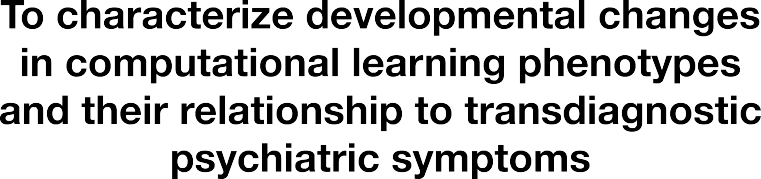 To characterize developmental changes
in computational learning phenotypes
and their relationship to transdiagnostic
psychiatric symptoms